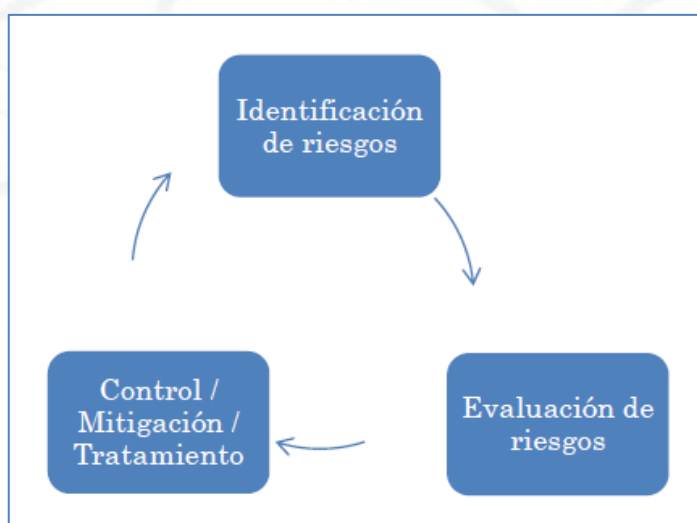 Identificación
de riesgos
Evaluación de
riesgos
Control /
Mitigación /
Tratamiento